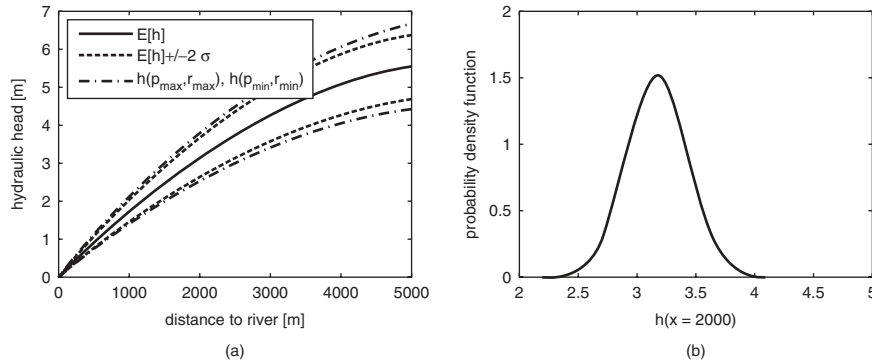 7
6
5
4
3
2
1
0
hydraulic head [m]
E[h]
E[h]+/−2 σ
h(pmax,rmax), h(pmin,rmin)
0 1000 2000 3000 4000 5000
distance to river [m]
(a)
2
1.5
1
0.5
0
probability density function
2 2.5 3 3.5 4 4.5 5
h(x = 2000)
(b)